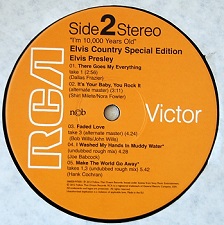 Side 2 Stereo
"I'm 10,000 Years Old"
Elvis Country Special Edition
Elvis Presley
01. There Goes My Everything
take 1 (2:56)
(Dallas Frazier)
02. It's Your Baby, You Rock It
(alternate master) (3:11)
(Shirl Milete/Nora Fowler)
RCA
Victor
03. Faded Love
take 3 (alternate master) (4:24)
(Bob Wills/John Wills)
04. I Washed My Hands In Muddy Water"
(undubbed rough mix) 4:28
(Joe Babcock)
05. Make The World Go Away"
takes 1,3 (undubbed rough mix) 5.42
(Hank Cochran)